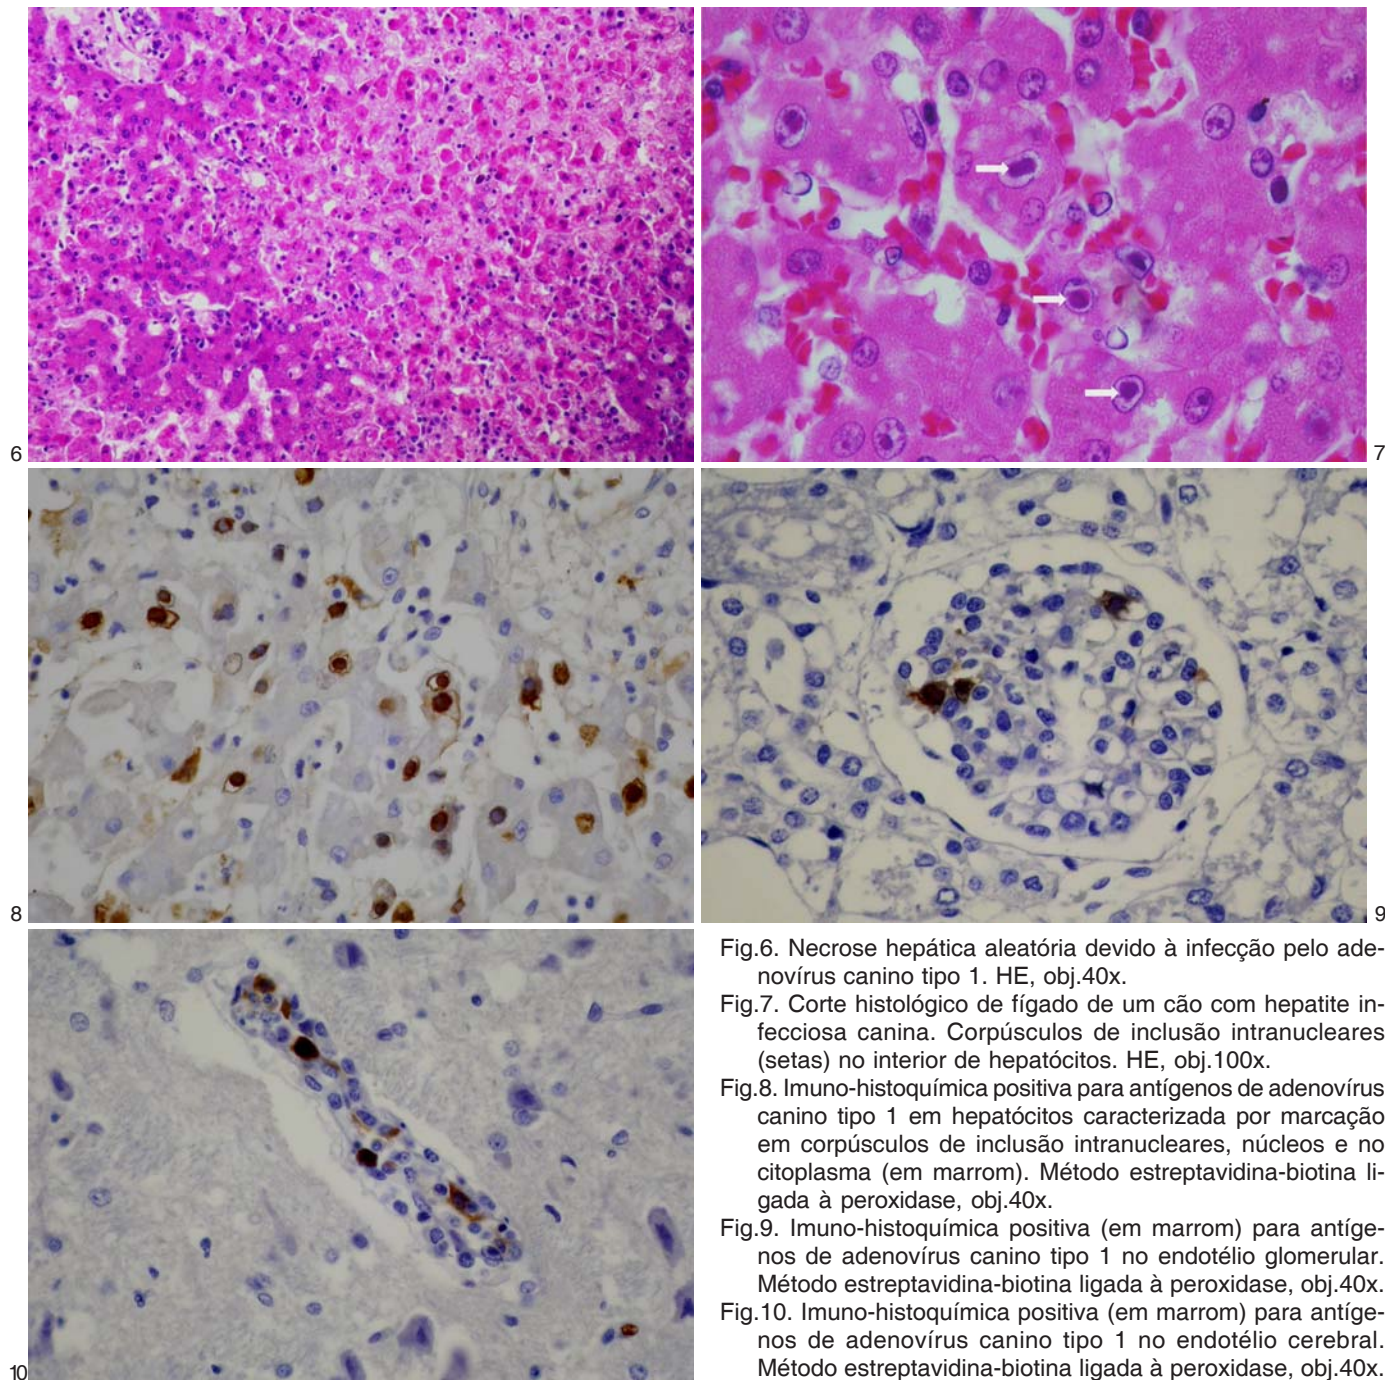 6
7
8
9
10
Fig.6. Necrose hepática aleatória devido à infecção pelo ade-
novírus canino tipo 1. HE, obj.40x.
Fig.7. Corte histológico de fígado de um cão com hepatite in-
fecciosa canina. Corpúsculos de inclusão intranucleares
(setas) no interior de hepatócitos. HE, obj.100x.
Fig.8. Imuno-histoquímica positiva para antígenos de adenovírus
canino tipo 1 em hepatócitos caracterizada por marcação
em corpúsculos de inclusão intranucleares, núcleos e no
citoplasma (em marrom). Método estreptavidina-biotina li-
gada à peroxidase, obj.40x.
Fig.9. Imuno-histoquímica positiva (em marrom) para antíge-
nos de adenovírus canino tipo 1 no endotélio glomerular.
Método estreptavidina-biotina ligada à peroxidase, obj.40x.
Fig.10. Imuno-histoquímica positiva (em marrom) para antíge-
nos de adenovírus canino tipo 1 no endotélio cerebral.
Método estreptavidina-biotina ligada à peroxidase, obj.40x.